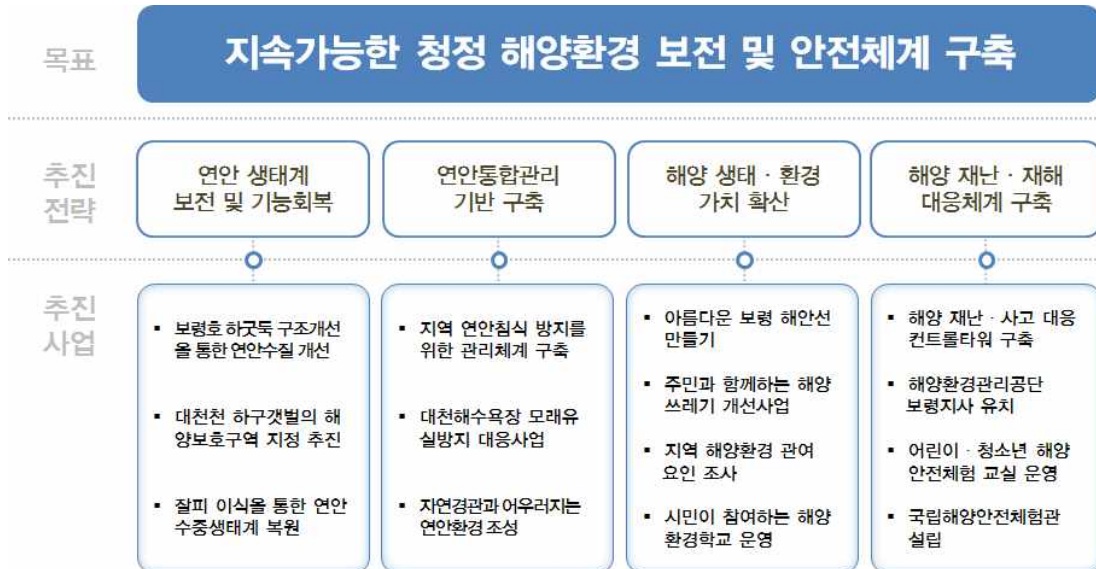 목표
지속가능한 청정 해양환경 보전 및 안전체계 구축
추진
전략
연안 생태계
보전 및 기능회복
연안통합관리
기반 구축
해양 생태 · 환경
가치 확산
해양 재난 · 재해
대응체계 구축
추진
사업
▪ 보령호 하굿둑 구조개선
을 통한 연안수질 개선
▪ 대천천 하구갯벌의 해
양보호구역 지정 추진
▪ 잘피 이식을 통한 연안
수중생태계 복원
▪ 지역 연안침식 방지를
위한 관리체계 구축
▪ 대천해수욕장 모래유
실방지 대응사업
▪ 자연경관과 어우러지는
연안환경 조성
▪ 아름다운 보령 해안선
만들기
▪ 주민과 함께하는 해양
쓰레기 개선사업
▪ 지역 해양환경 관여
요인 조사
▪ 시민이 참여하는 해양
환경학교 운영
▪ 해양 재난 · 사고 대응
컨트롤타워 구축
▪ 해양환경관리공단
보령지사 유치
▪ 어린이 · 청소년 해양
안전체험 교실 운영
▪ 국립해양안전체험관
설립